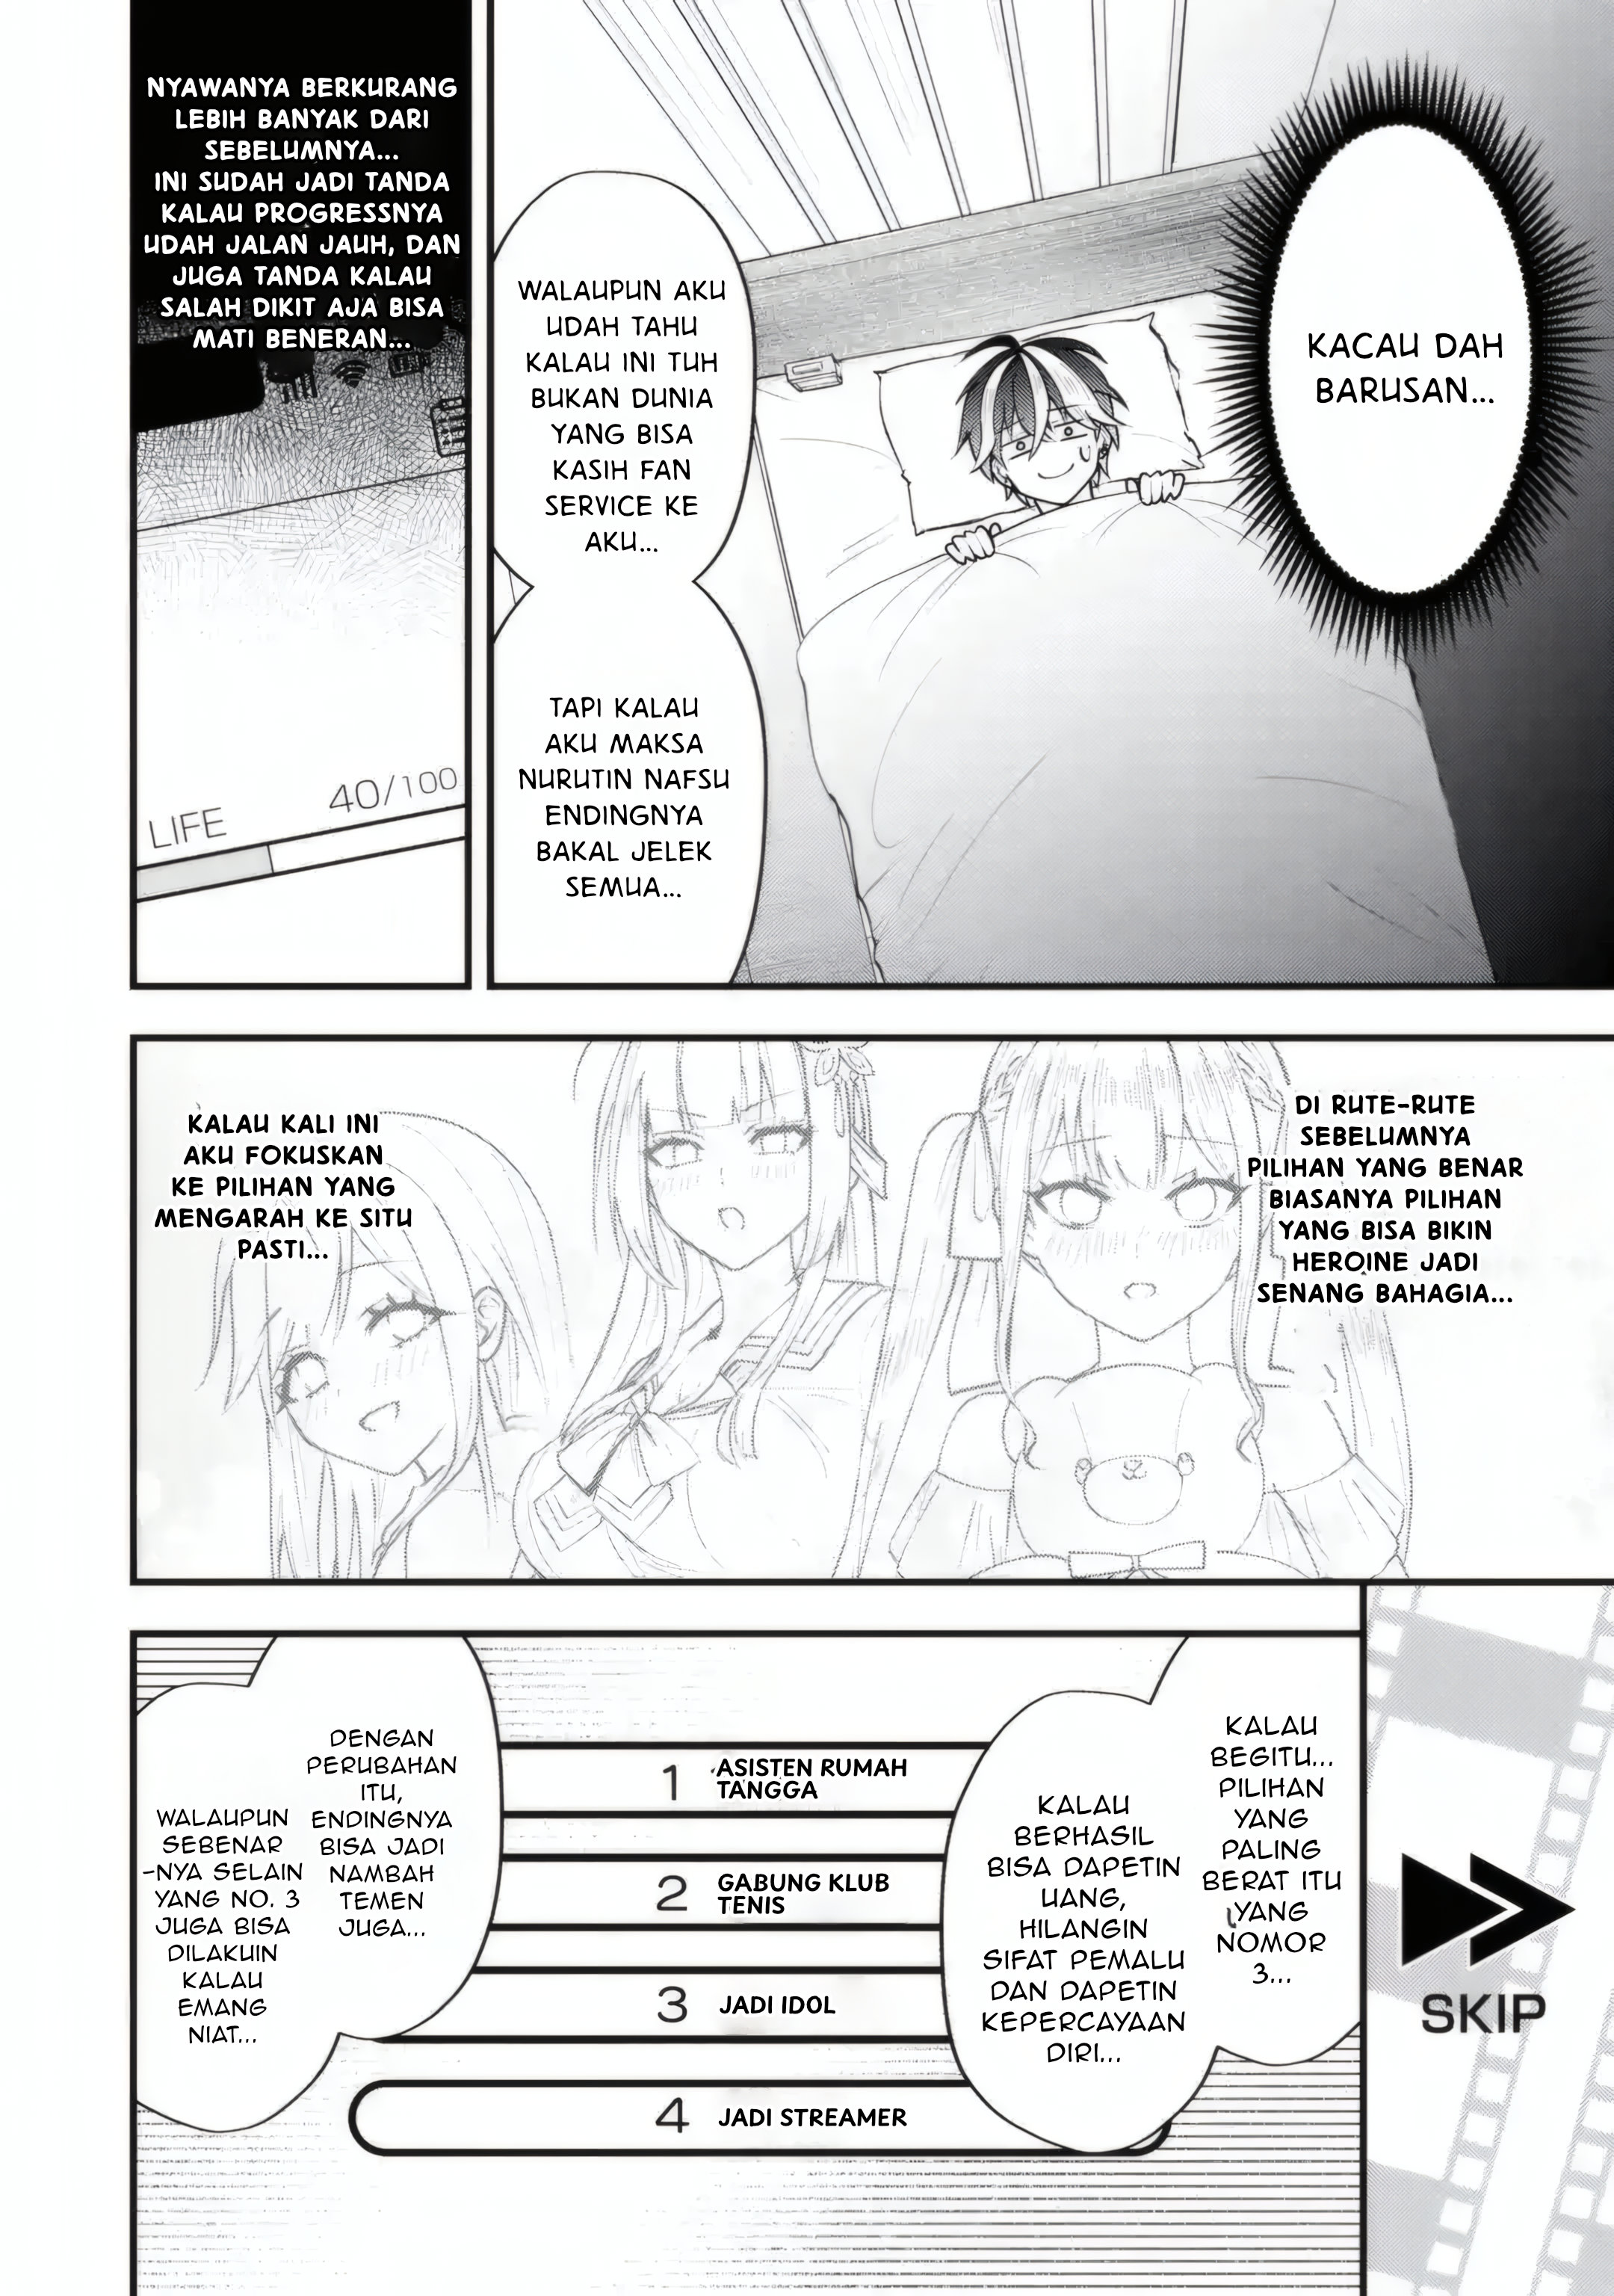 KACAU DAH
BARUSAN...
WALAUPUN AKU
UDAH TAHU
KALAU INI TUH
BUKAN DUNIA
YANG BISA
KASIH FAN
SERVICE KE
AKU...
TAPI KALAU
AKU MAKSA
NURUTIN NAFSU
ENDINGNYA
BAKAL JELEK
SEMUA...
NYAWANYA BERKURANG
LEBIH BANYAK DARI
SEBELUMNYA...
INI SUDAH JADI TANDA
KALAU PROGRESSNYA
UDAH JALAN JAUH, DAN
JUGA TANDA KALAU
SALAH DIKIT AJA BISA
MATI BENERAN...
LIFE 40/100
DI RUTE-RUTE
SEBELUMNYA
PILIHAN YANG BENAR
BIASANYA PILIHAN
YANG BISA BIKIN
HEROINE JADI
SENANG BAHAGIA...
KALAU KALI INI
AKU FOKUSKAN
KE PILIHAN YANG
MENGARAH KE SITU
PASTI...
SKIP
KALAU
BEGITU...
PILIHAN
YANG
PALING
BERAT ITU
YANG
NOMOR
3...
KALAU
BERHASIL
BISA DAPETIN
UANG,
HILANGIN
SIFAT PEMALU
DAN DAPETIN
KEPERCAYAAN
DIRI...
1 ASISTEN RUMAH
TANGGA
2 GABUNG KLUB
TENIS
3 JADI IDOL
4 JADI STREAMER
DENGAN
PERUBAHAN
ITU,
ENDINGNYA
BISA JADI
NAMBAH
TEMEN
JUGA...
WALAUPUN
SEBENAR
-NYA SELAIN
YANG NO. 3
JUGA BISA
DILAKUIN
KALAU
EMANG
NIAT...